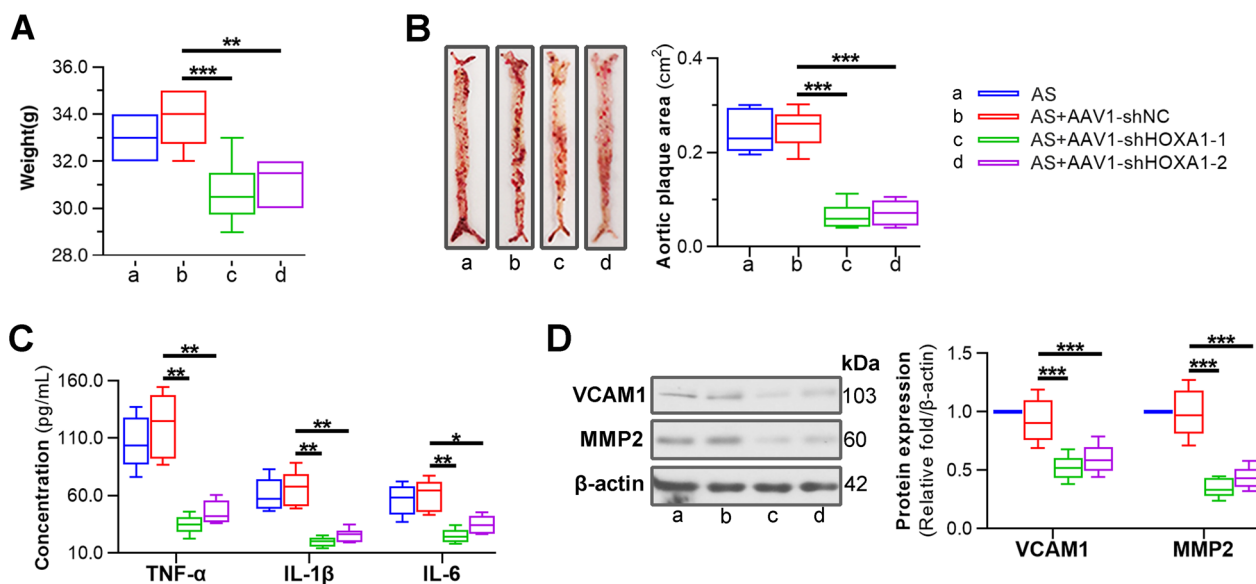 A
** 
***
Weight(g)
36.0
34.0
32.0
30.0
28.0
a b c d
B
a b c d
Aortic plaque area (cm²)
0.4
0.2
0.0
***
***
a b c d
a AS
b AS+AAV1-shNC
c AS+AAV1-shHOXA1-1
d AS+AAV1-shHOXA1-2
C
Concentration (pg/mL)
160.0
110.0
60.0
10.0
**
**
**
**
*
**
TNF-α IL-1β IL-6
D
kDa
VCAM1 103
MMP2 60
β-actin 42
a b c d
Protein expression
(Relative fold/β-actin)
1.5
1.0
0.5
0.0
***
***
***
***
VCAM1 MMP2